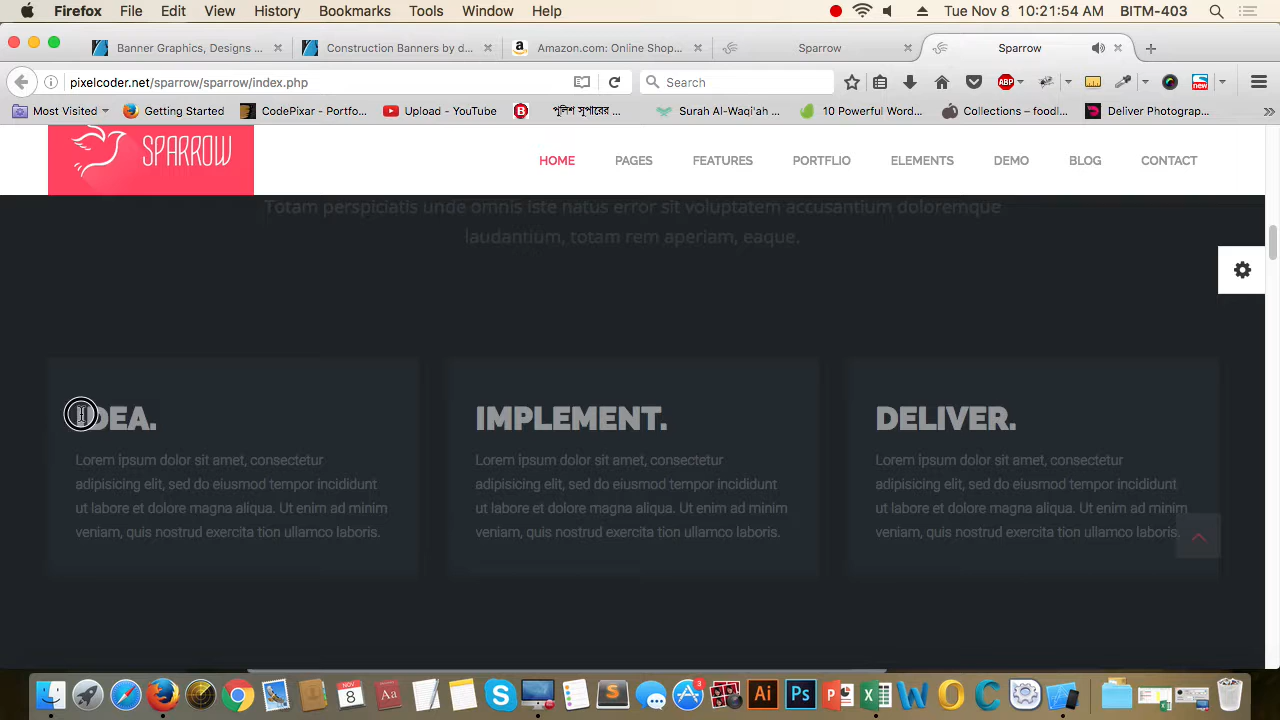 Firefox File Edit View History Bookmarks Tools Window Help Tue Nov 8 10:21:54 AM BITM-403
Banner Graphics, Designs ... Construction Banners by d... Amazon.com: Online Shop... Sparrow Sparrow
pixelcoder.net/sparrow/sparrow/index.php Search ABP new
Most Visited Getting Started CodePixar - Portfo... Upload - YouTube পুলিশ সুপারের ... Surah Al-Waqi'ah ... 10 Powerful Word... Collections – foodl... Deliver Photograp...
SPARROW HOME PAGES FEATURES PORTFLIO ELEMENTS DEMO BLOG CONTACT
Totam perspiciatis unde omnis iste natus error sit voluptatem accusantium doloremque
laudantium, totam rem aperiam, eaque.
IDEA.
Lorem ipsum dolor sit amet, consectetur
adipisicing elit, sed do eiusmod tempor incididunt
ut labore et dolore magna aliqua. Ut enim ad minim
veniam, quis nostrud exercita tion ullamco laboris.
IMPLEMENT.
Lorem ipsum dolor sit amet, consectetur
adipisicing elit, sed do eiusmod tempor incididunt
ut labore et dolore magna aliqua. Ut enim ad minim
veniam, quis nostrud exercita tion ullamco laboris.
DELIVER.
Lorem ipsum dolor sit amet, consectetur
adipisicing elit, sed do eiusmod tempor incididunt
ut labore et dolore magna aliqua. Ut enim ad minim
veniam, quis nostrud exercita tion ullamco laboris.
NOV 8 Aa S S 3 Ai Ps P X W O C